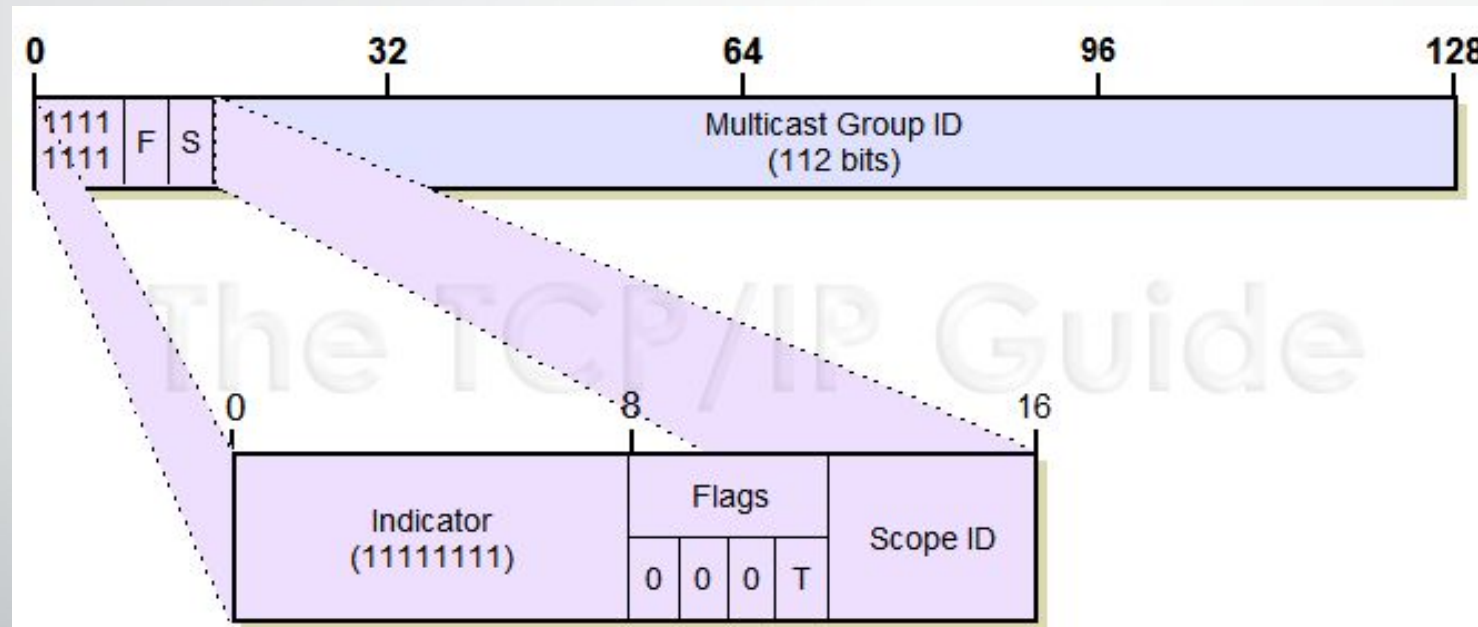 0 32 64 96 128
1111
1111
F S
Multicast Group ID
(112 bits)
The TCP/IP Guide
0 8 16
Indicator
(11111111)
Flags
0 0 0 T
Scope ID